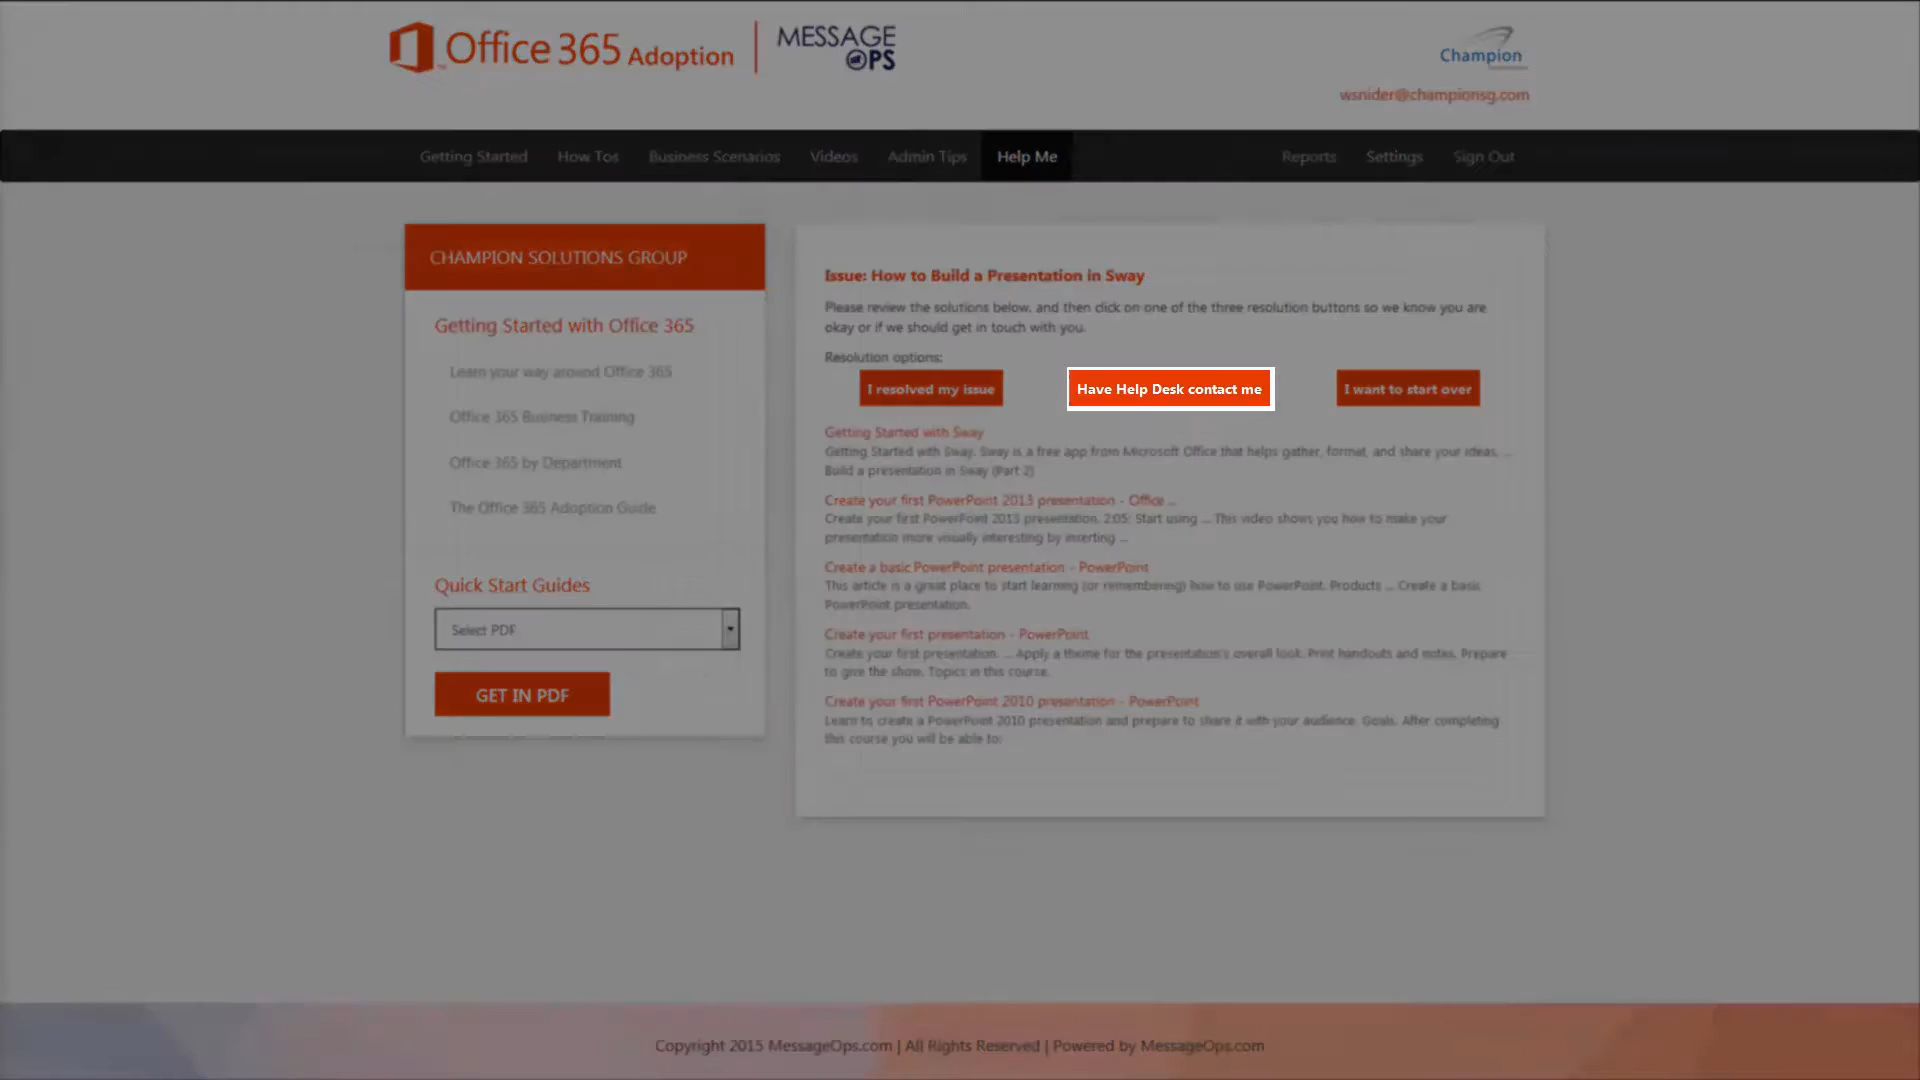 Office 365 Adoption
MESSAGE
OPS
Champion
wsnider@championsg.com
Getting Started How Tos Business Scenarios Videos Admin Tips Help Me Reports Settings Sign Out
CHAMPION SOLUTIONS GROUP
Getting Started with Office 365
Learn your way around Office 365
Office 365 Business Training
Office 365 by Department
The Office 365 Adoption Guide
Quick Start Guides
Select PDF
GET IN PDF
Issue: How to Build a Presentation in Sway
Please review the solutions below, and then click on one of the three resolution buttons so we know you are
okay or if we should get in touch with you.
Resolution options:
I resolved my issue Have Help Desk contact me I want to start over
Getting Started with Sway
Getting Started with Sway. Sway is a free app from Microsoft Office that helps gather, format, and share your ideas. ...
Build a presentation in Sway (Part 2)
Create your first PowerPoint 2013 presentation - Office ...
Create your first PowerPoint 2013 presentation. 2:05; Start using ... This video shows you how to make your
presentation more visually interesting by inserting ...
Create a basic PowerPoint presentation - PowerPoint
This article is a great place to start learning (or remembering) how to use PowerPoint. Products ... Create a basic
PowerPoint presentation.
Create your first presentation - PowerPoint
Create your first presentation. ... Apply a theme for the presentation's overall look. Print handouts and notes. Prepare
to give the show. Topics in this course.
Create your first PowerPoint 2010 presentation - PowerPoint
Learn to create a PowerPoint 2010 presentation and prepare to share it with your audience. Goals. After completing
this course you will be able to:
Copyright 2015 MessageOps.com | All Rights Reserved | Powered by MessageOps.com